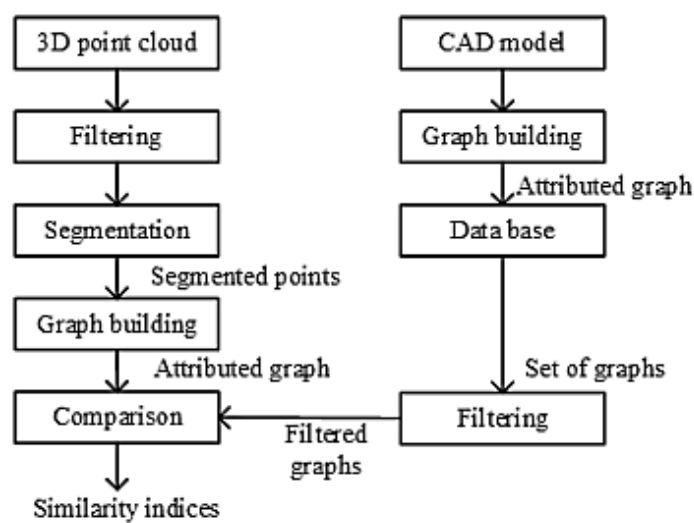 3D point cloud
CAD model
Filtering
Graph building
Attributed graph
Segmentation
Data base
Segmented points
Graph building
Attributed graph
Set of graphs
Comparison
Filtering
Filtered
graphs
Similarity indices